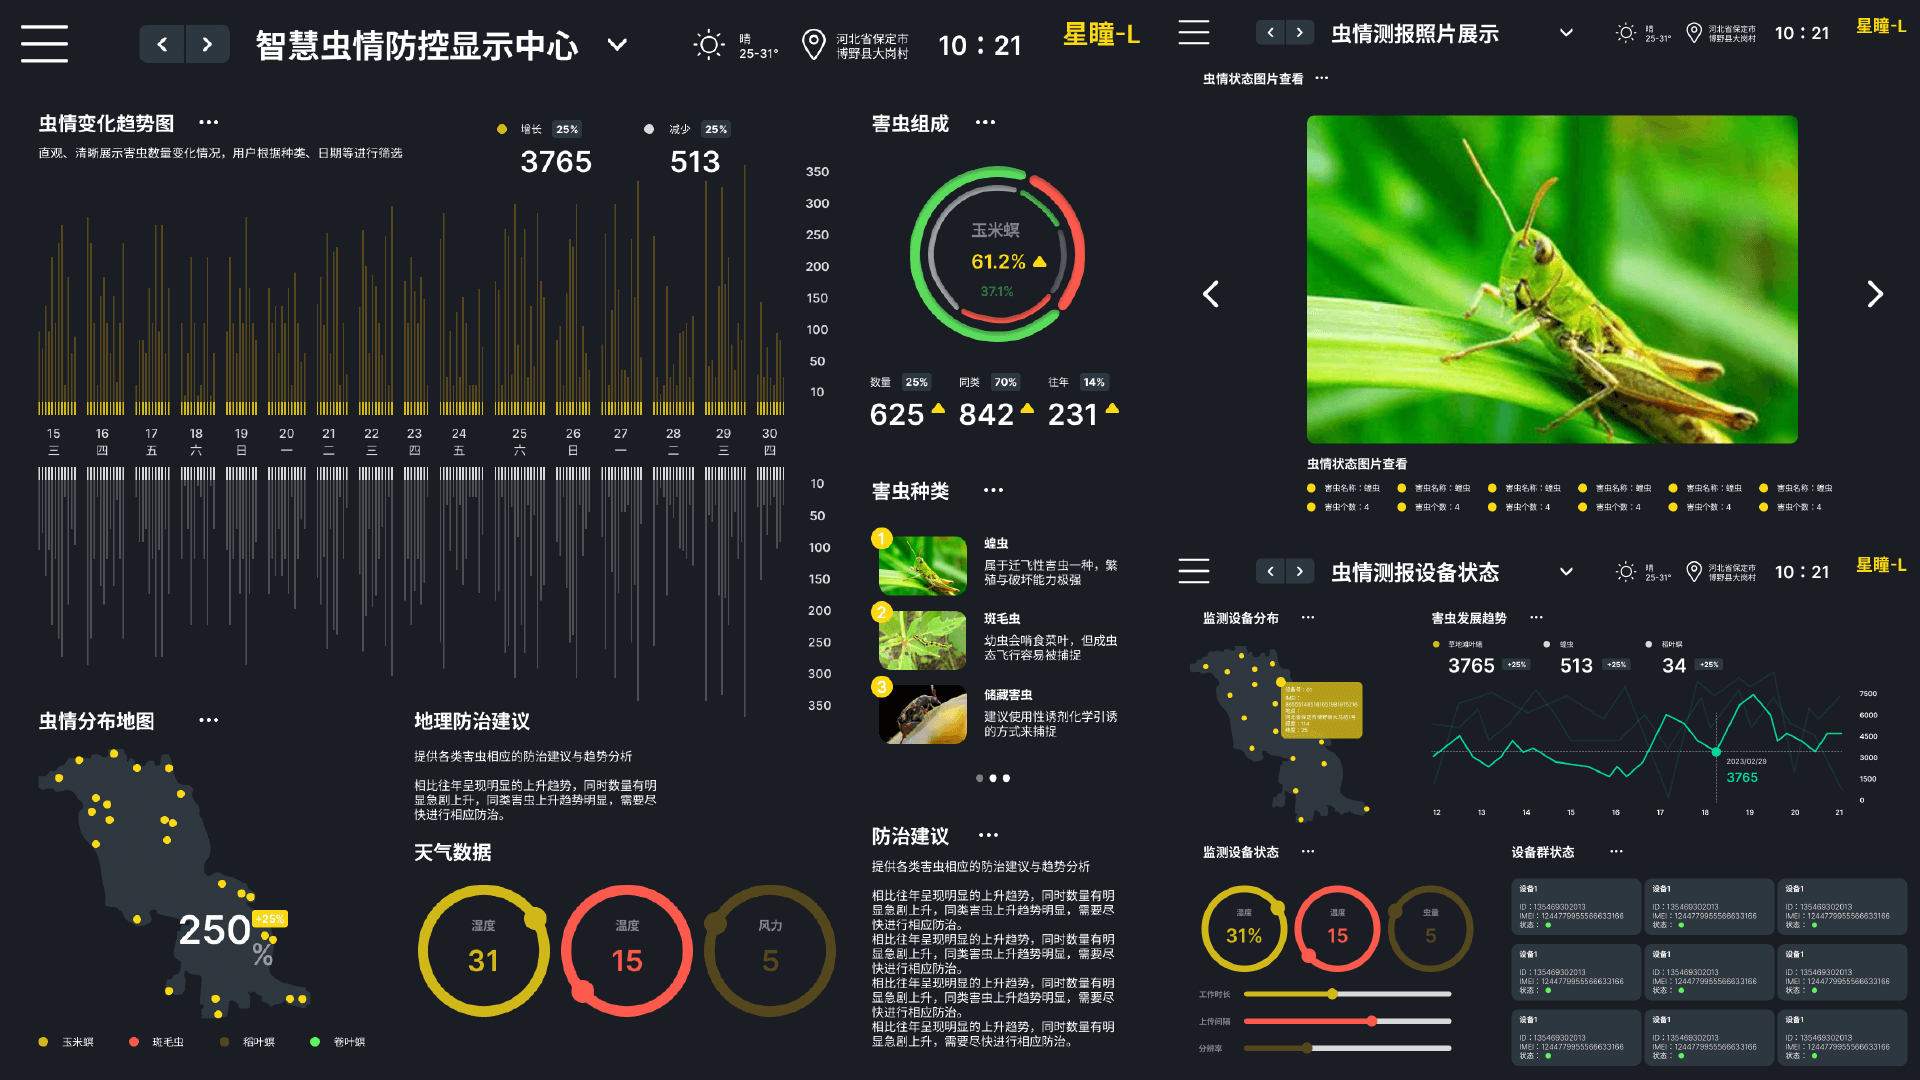 智慧虫情防控显示中心
晴
25-31°
河北省保定市
博野县大岗村
10：21
星瞳-L
虫情变化趋势图 ···
直观、清晰展示害虫数量变化情况，用户根据种类、日期等进行筛选
增长 25%
3765
减少 25%
513
350
300
250
200
150
100
50
10
15 16 17 18 19 20 21 22 23 24 25 26 27 28 29 30
三 四 五 六 日 一 二 三 四 五 六 日 一 二 三 四
10
50
100
150
200
250
300
350
害虫组成 ···
玉米螟
61.2%
37.1%
数量 25% 同类 70% 往年 14%
625 842 231
害虫种类 ···
1
蝗虫
属于迁飞性害虫一种，繁
殖与破坏能力极强
2
斑毛虫
幼虫会啃食菜叶，但成虫
态飞行容易被捕捉
3
储藏害虫
建议使用性诱剂化学引诱
的方式来捕捉
虫情分布地图 ···
250
+25%
%
玉米螟 斑毛虫 稻叶螟 卷叶螟
地理防治建议
提供各类害虫相应的防治建议与趋势分析
相比往年呈现明显的上升趋势，同时数量有明
显急剧上升，同类害虫上升趋势明显，需要尽
快进行相应防治。
天气数据
湿度
31
温度
15
风力
5
防治建议 ···
提供各类害虫相应的防治建议与趋势分析
相比往年呈现明显的上升趋势，同时数量有明
显急剧上升，同类害虫上升趋势明显，需要尽
快进行相应防治。
相比往年呈现明显的上升趋势，同时数量有明
显急剧上升，同类害虫上升趋势明显，需要尽
快进行相应防治。
相比往年呈现明显的上升趋势，同时数量有明
显急剧上升，同类害虫上升趋势明显，需要尽
快进行相应防治。
相比往年呈现明显的上升趋势，同时数量有明
显急剧上升，需要尽快进行相应防治。
虫情测报照片展示
晴
25-31°
河北省保定市
博野县大岗村
10：21
星瞳-L
虫情状态图片查看 ···
虫情状态图片查看
害虫名称：蝗虫 害虫名称：蝗虫 害虫名称：蝗虫 害虫名称：蝗虫 害虫名称：蝗虫 害虫名称：蝗虫
害虫个数：4 害虫个数：4 害虫个数：4 害虫个数：4 害虫个数：4 害虫个数：4
虫情测报设备状态
晴
25-31°
河北省保定市
博野县大岗村
10：21
星瞳-L
监测设备分布 ···
设备号：01
IMEI：
地点：
害虫发展趋势 ···
3765 +25%
蝗虫
513 +25%
稻叶螟
34 +25%
7500
6000
4500
3000
1500
0
2023/02/29
3765
12 13 14 15 16 17 18 19 20 21
监测设备状态 ···
湿度
31%
温度
15
虫量
5
工作时长
上传间隔
分辨率
设备群状态 ···
设备1 设备1 设备1
ID：135469302013 ID：135469302013 ID：135469302013
IMEI：1244779955566633166 IMEI：1244779955566633166 IMEI：1244779955566633166
状态： 状态： 状态：
设备1 设备1 设备1
ID：135469302013 ID：135469302013 ID：135469302013
IMEI：1244779955566633166 IMEI：1244779955566633166 IMEI：1244779955566633166
状态： 状态： 状态：
设备1 设备1 设备1
ID：135469302013 ID：135469302013 ID：135469302013
IMEI：1244779955566633166 IMEI：1244779955566633166 IMEI：1244779955566633166
状态： 状态： 状态：